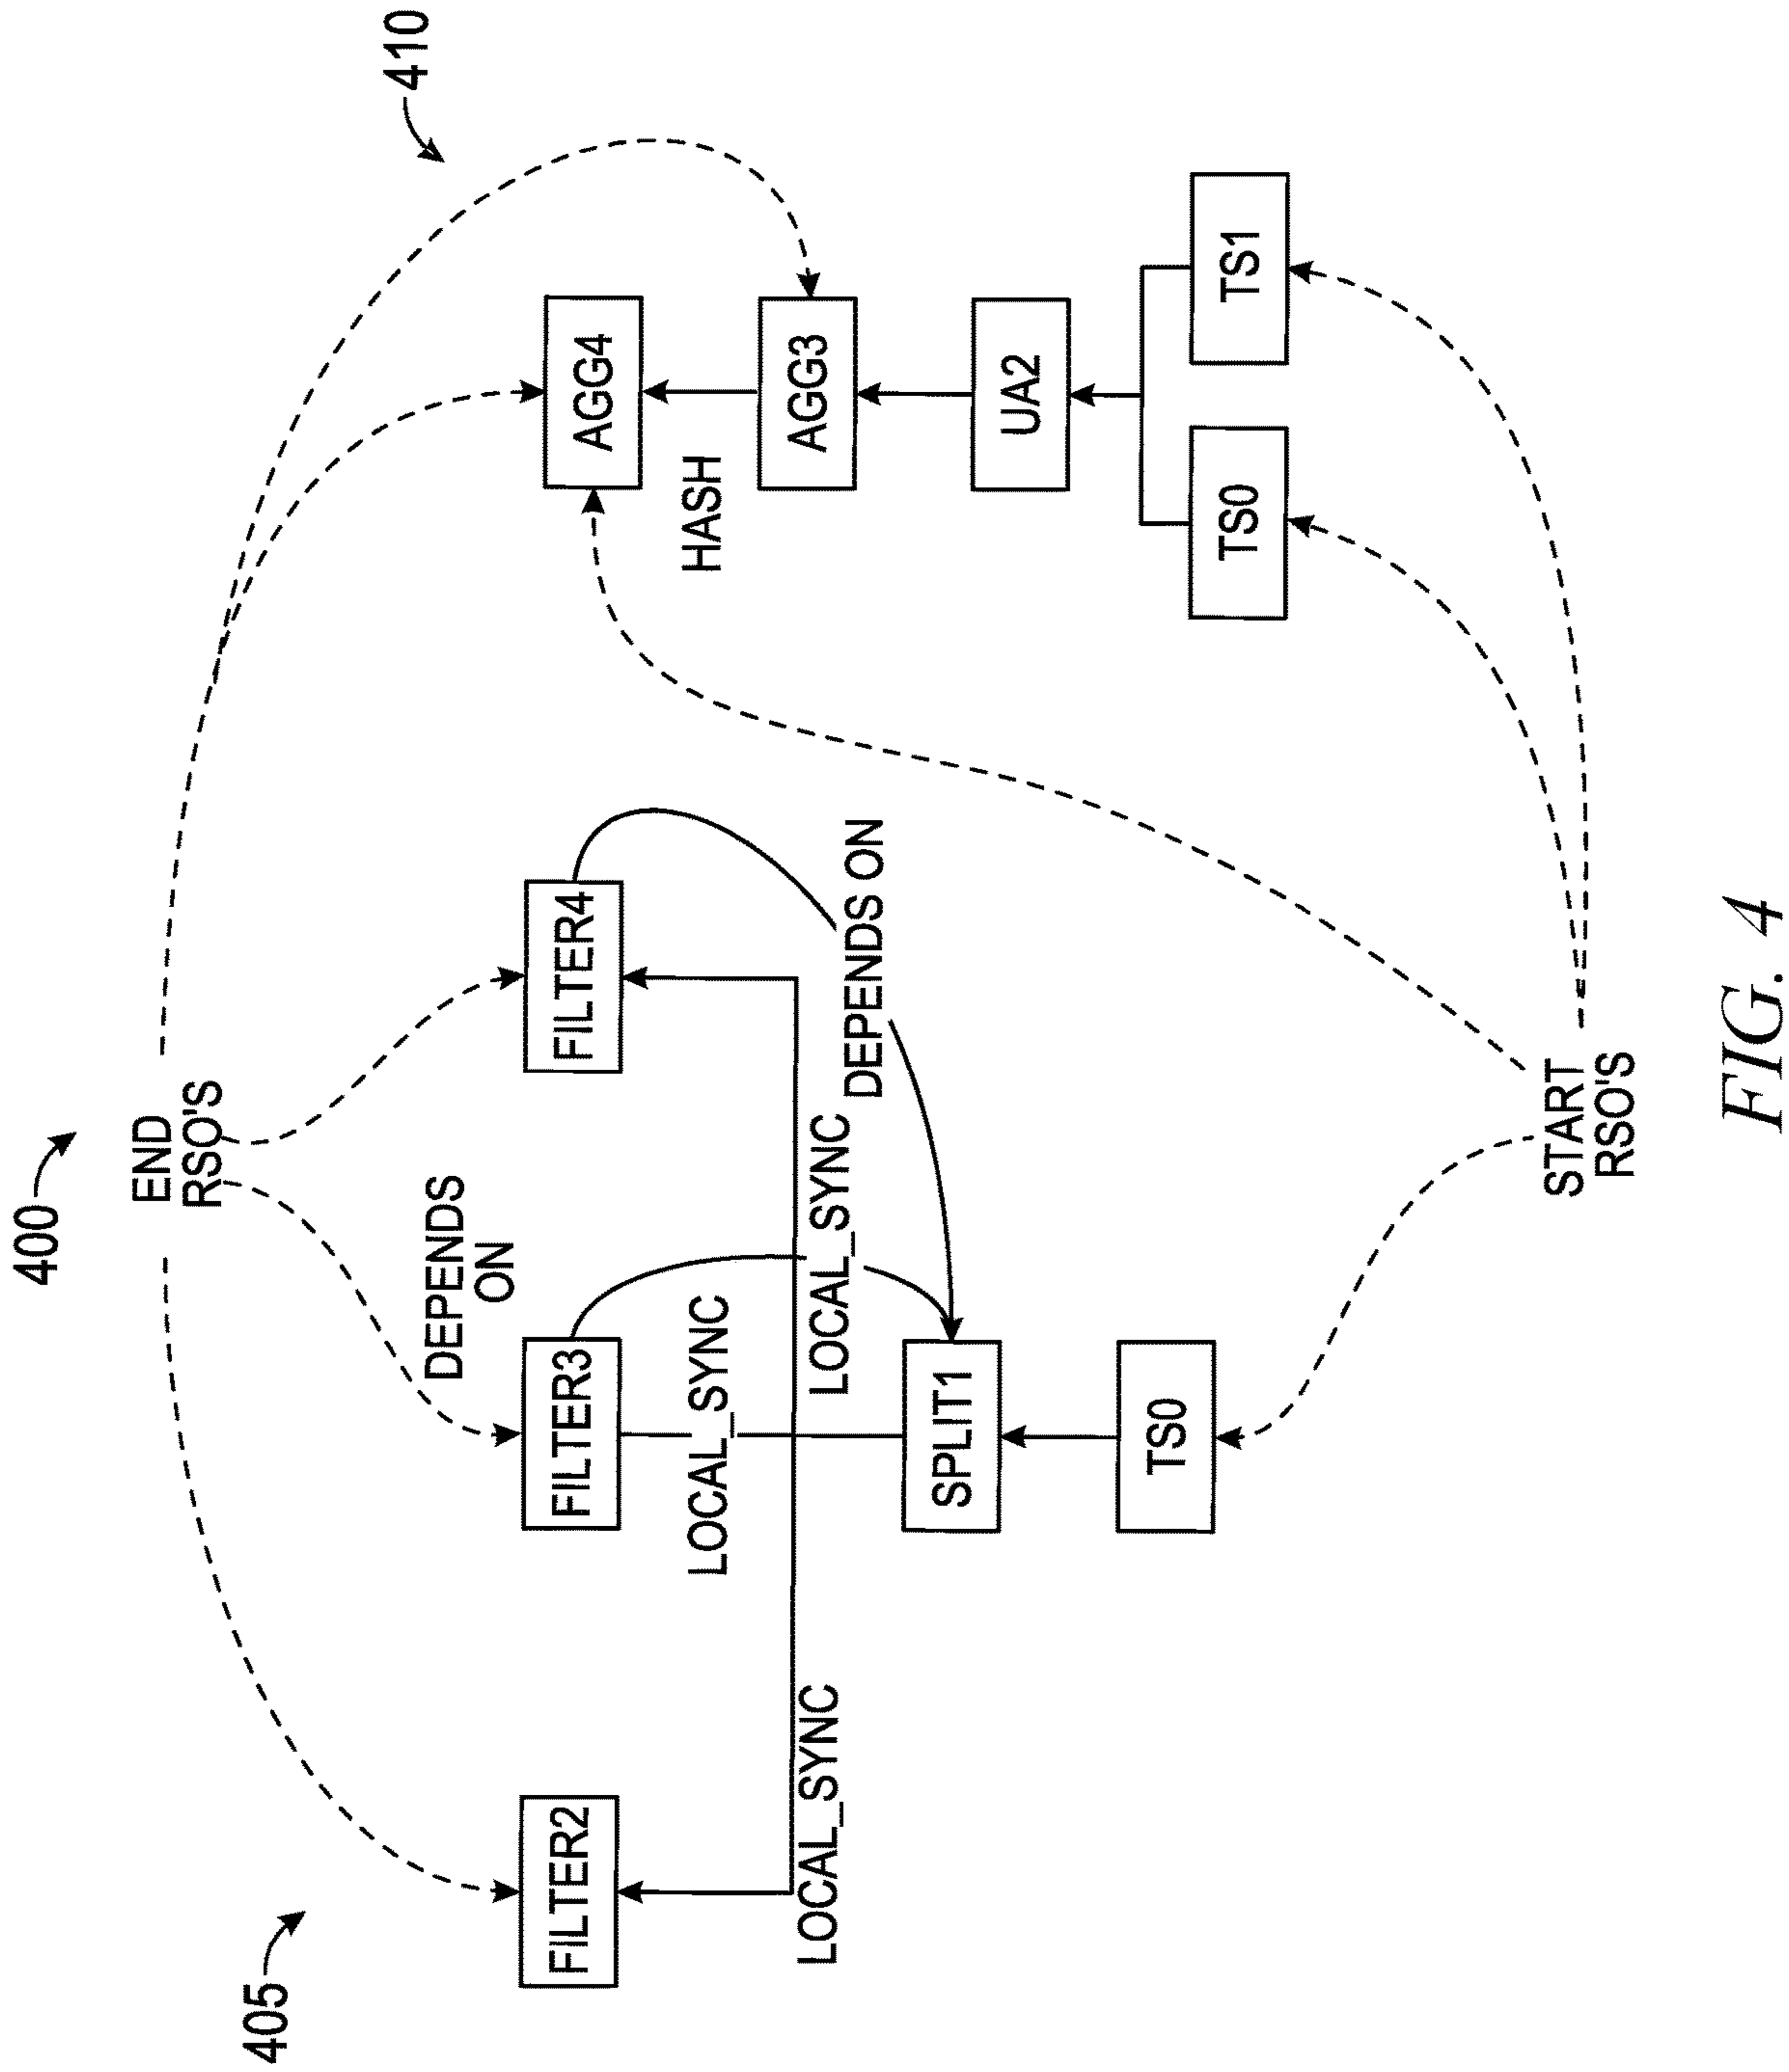 400
END
RSO'S
405
410
DEPENDS
ON
FILTER2
FILTER3
FILTER4
AGG4
HASH
LOCAL_SYNC
LOCAL_SYNC
LOCAL_SYNC
DEPENDS ON
AGG3
SPLIT1
UA2
TS0
TS0
TS1
START
RSO'S
FIG. 4